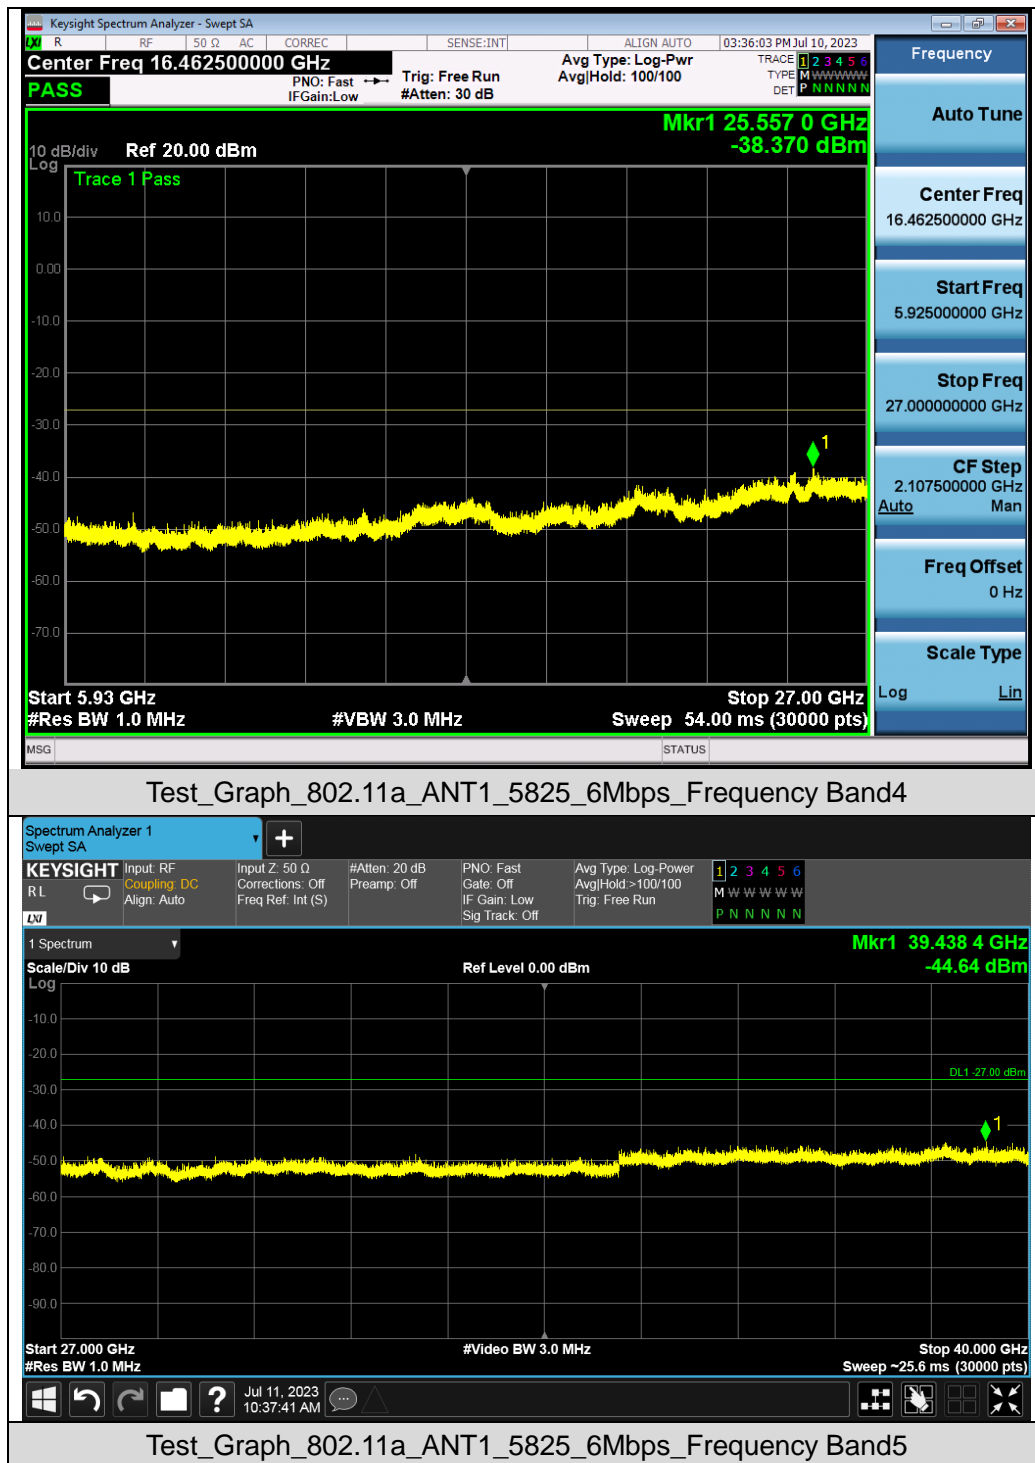 Keysight Spectrum Analyzer - Swept SA
LXI R RF 50 Ω AC CORREC SENSE:INT ALIGN AUTO 03:36:03 PM Jul 10, 2023
Center Freq 16.462500000 GHz
PASS
PNO: Fast
IFGain:Low
Trig: Free Run
#Atten: 30 dB
Avg Type: Log-Pwr
Avg|Hold: 100/100
TRACE 1 2 3 4 5 6
TYPE M W W W W W
DET P N N N N N
Mkr1 25.557 0 GHz
-38.370 dBm
10 dB/div Ref 20.00 dBm
Log
Trace 1 Pass
10.0
0.00
-10.0
-20.0
-30.0
-40.0
-50.0
-60.0
-70.0
1
Start 5.93 GHz Stop 27.00 GHz
#Res BW 1.0 MHz #VBW 3.0 MHz Sweep 54.00 ms (30000 pts)
MSG STATUS
Frequency
Auto Tune
Center Freq
16.462500000 GHz
Start Freq
5.925000000 GHz
Stop Freq
27.000000000 GHz
CF Step
2.107500000 GHz
Auto Man
Freq Offset
0 Hz
Scale Type
Log Lin
Test_Graph_802.11a_ANT1_5825_6Mbps_Frequency Band4
Spectrum Analyzer 1
Swept SA
+
KEYSIGHT
R L
LXI
Input: RF
Coupling: DC
Align: Auto
Input Z: 50 Ω
Corrections: Off
Freq Ref: Int (S)
#Atten: 20 dB
Preamp: Off
PNO: Fast
Gate: Off
IF Gain: Low
Sig Track: Off
Avg Type: Log-Power
Avg|Hold:>100/100
Trig: Free Run
1 2 3 4 5 6
M W W W W W
P N N N N N
1 Spectrum
Mkr1 39.438 4 GHz
-44.64 dBm
Scale/Div 10 dB Ref Level 0.00 dBm
Log
-10.0
-20.0
-30.0
-40.0
-50.0
-60.0
-70.0
-80.0
-90.0
DL1 -27.00 dBm
1
Start 27.000 GHz #Video BW 3.0 MHz Stop 40.000 GHz
#Res BW 1.0 MHz Sweep ~25.6 ms (30000 pts)
?
Jul 11, 2023
10:37:41 AM
Test_Graph_802.11a_ANT1_5825_6Mbps_Frequency Band5